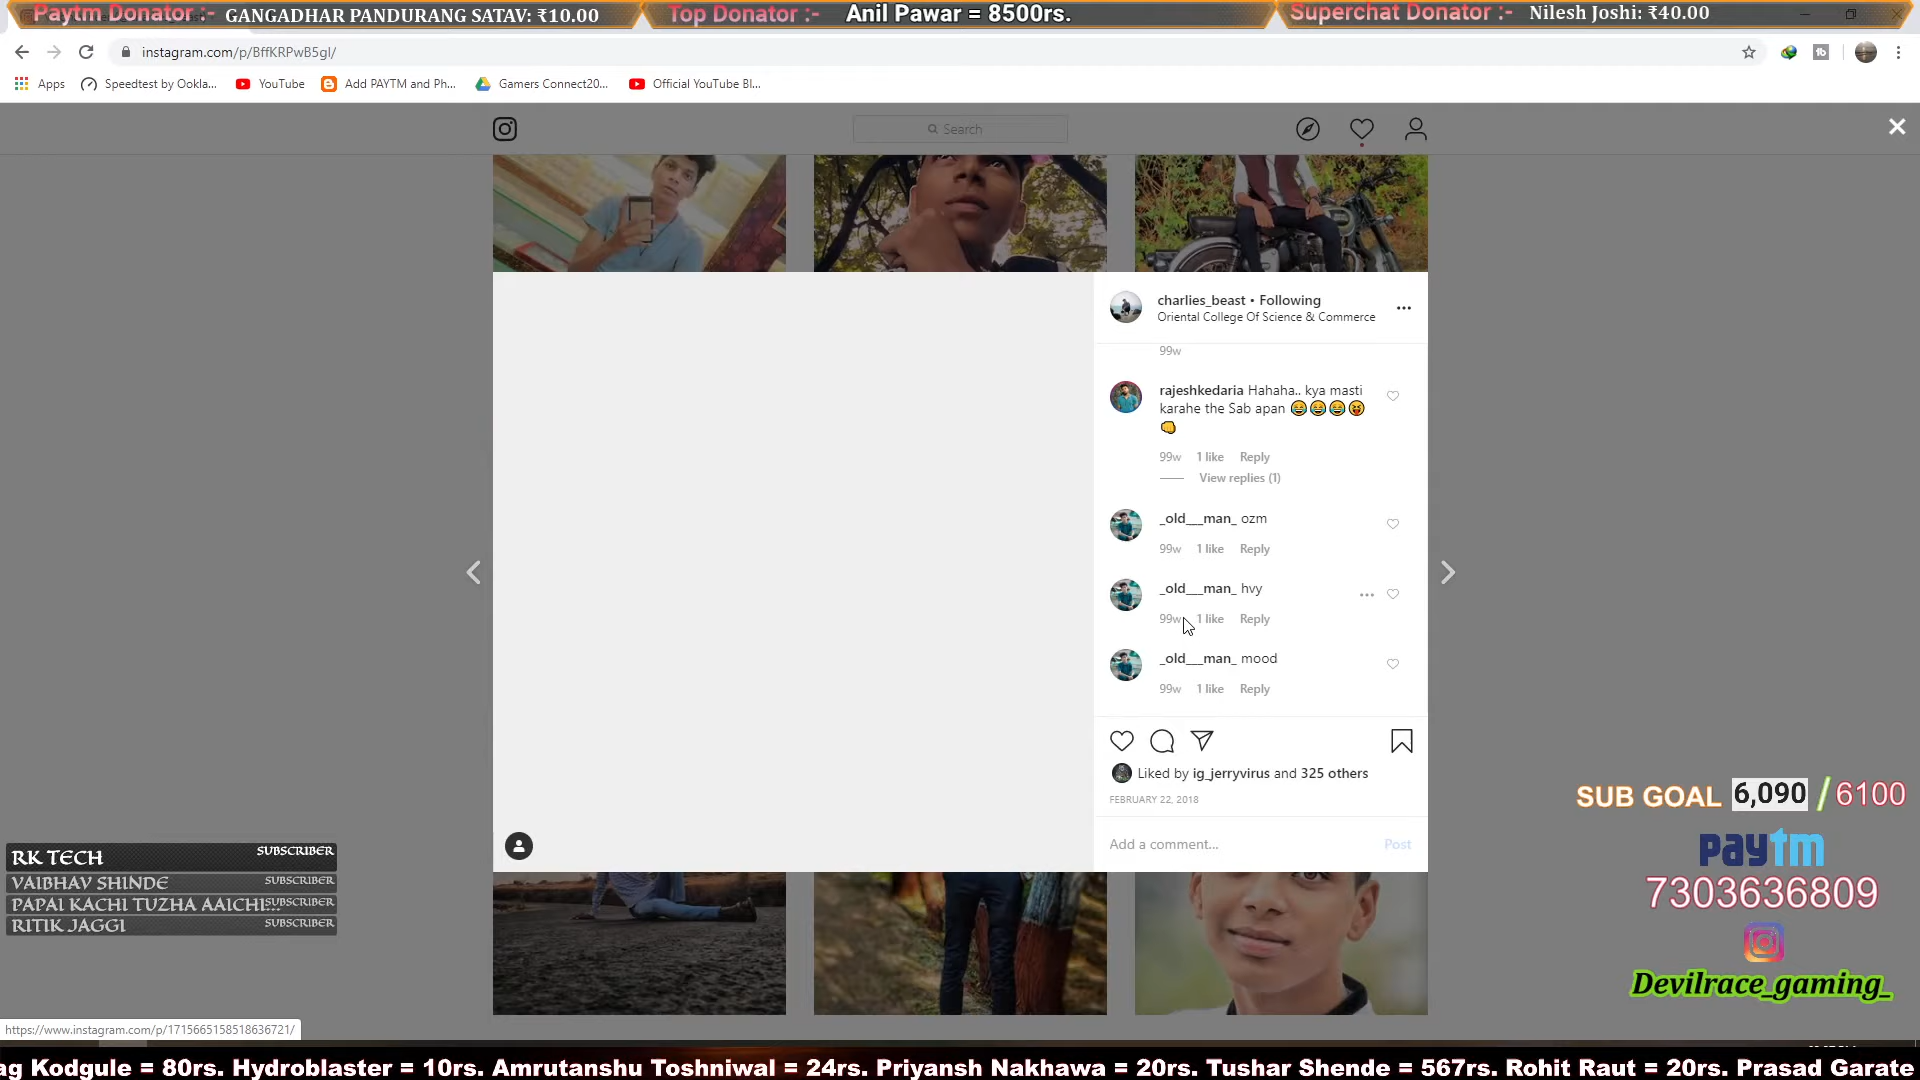 Paytm Donator :- GANGADHAR PANDURANG SATAV: ₹10.00
Top Donator :- Anil Pawar = 8500rs.
Superchat Donator :- Nilesh Joshi: ₹40.00
instagram.com/p/BffKRPwB5gl/
Apps
Speedtest by Ookla...
YouTube
Add PAYTM and Ph...
Gamers Connect20...
Official YouTube Bl...
Search
charlies_beast • Following
Oriental College Of Science & Commerce
99w
rajeshkedaria Hahaha.. kya masti
karahe the Sab apan 😂😂😂😝
👊
99w 1 like Reply
View replies (1)
_old__man_ ozm
99w 1 like Reply
_old__man_ hvy
99w 1 like Reply
_old__man_ mood
99w 1 like Reply
Liked by ig_jerryvirus and 325 others
FEBRUARY 22, 2018
Add a comment... Post
SUB GOAL 6,090 / 6100
paytm
7303636809
Devilrace_gaming_
RK TECH SUBSCRIBER
VAIBHAV SHINDE SUBSCRIBER
PAPAI KACHI TUZHA AAICHI... SUBSCRIBER
RITIK JAGGI SUBSCRIBER
https://www.instagram.com/p/1715665158518636721/
ag Kodgule = 80rs. Hydroblaster = 10rs. Amrutanshu Toshniwal = 24rs. Priyansh Nakhawa = 20rs. Tushar Shende = 567rs. Rohit Raut = 20rs. Prasad Garate